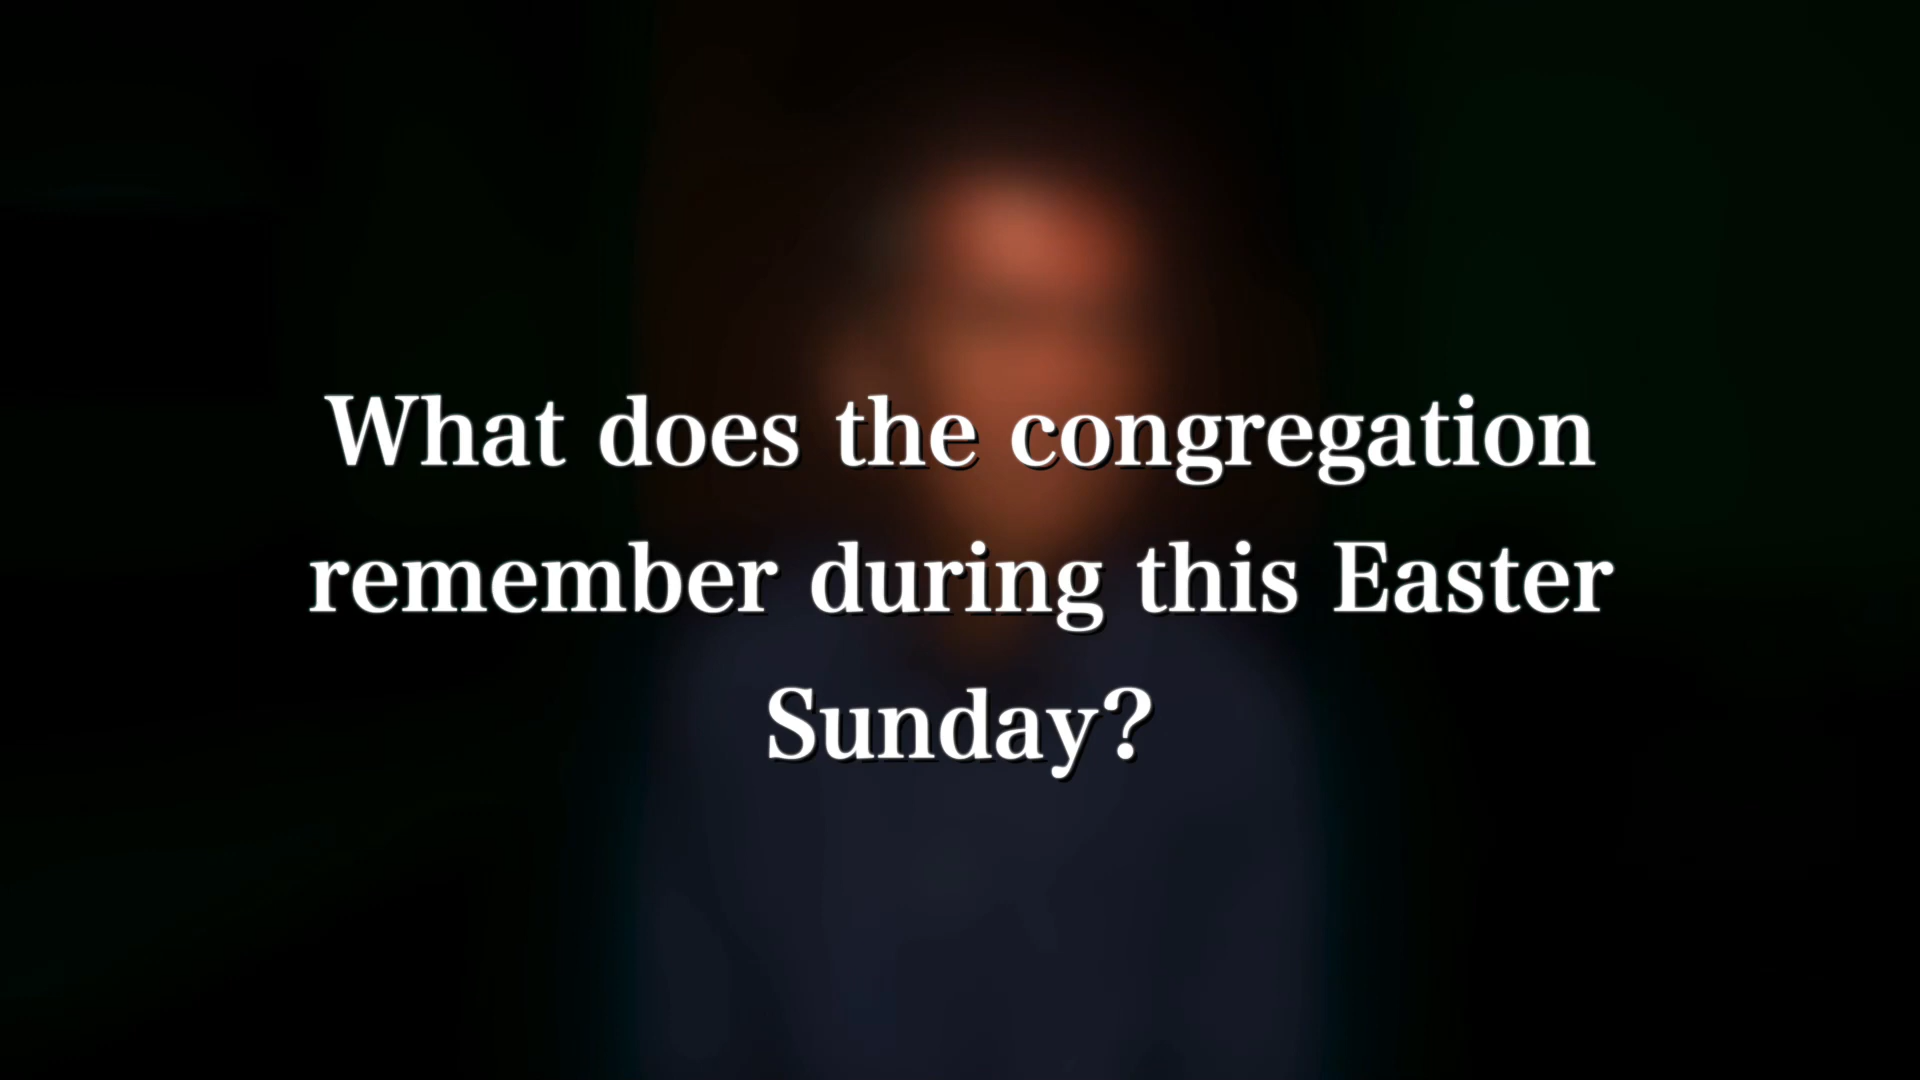 What does the congregation
remember during this Easter
Sunday?